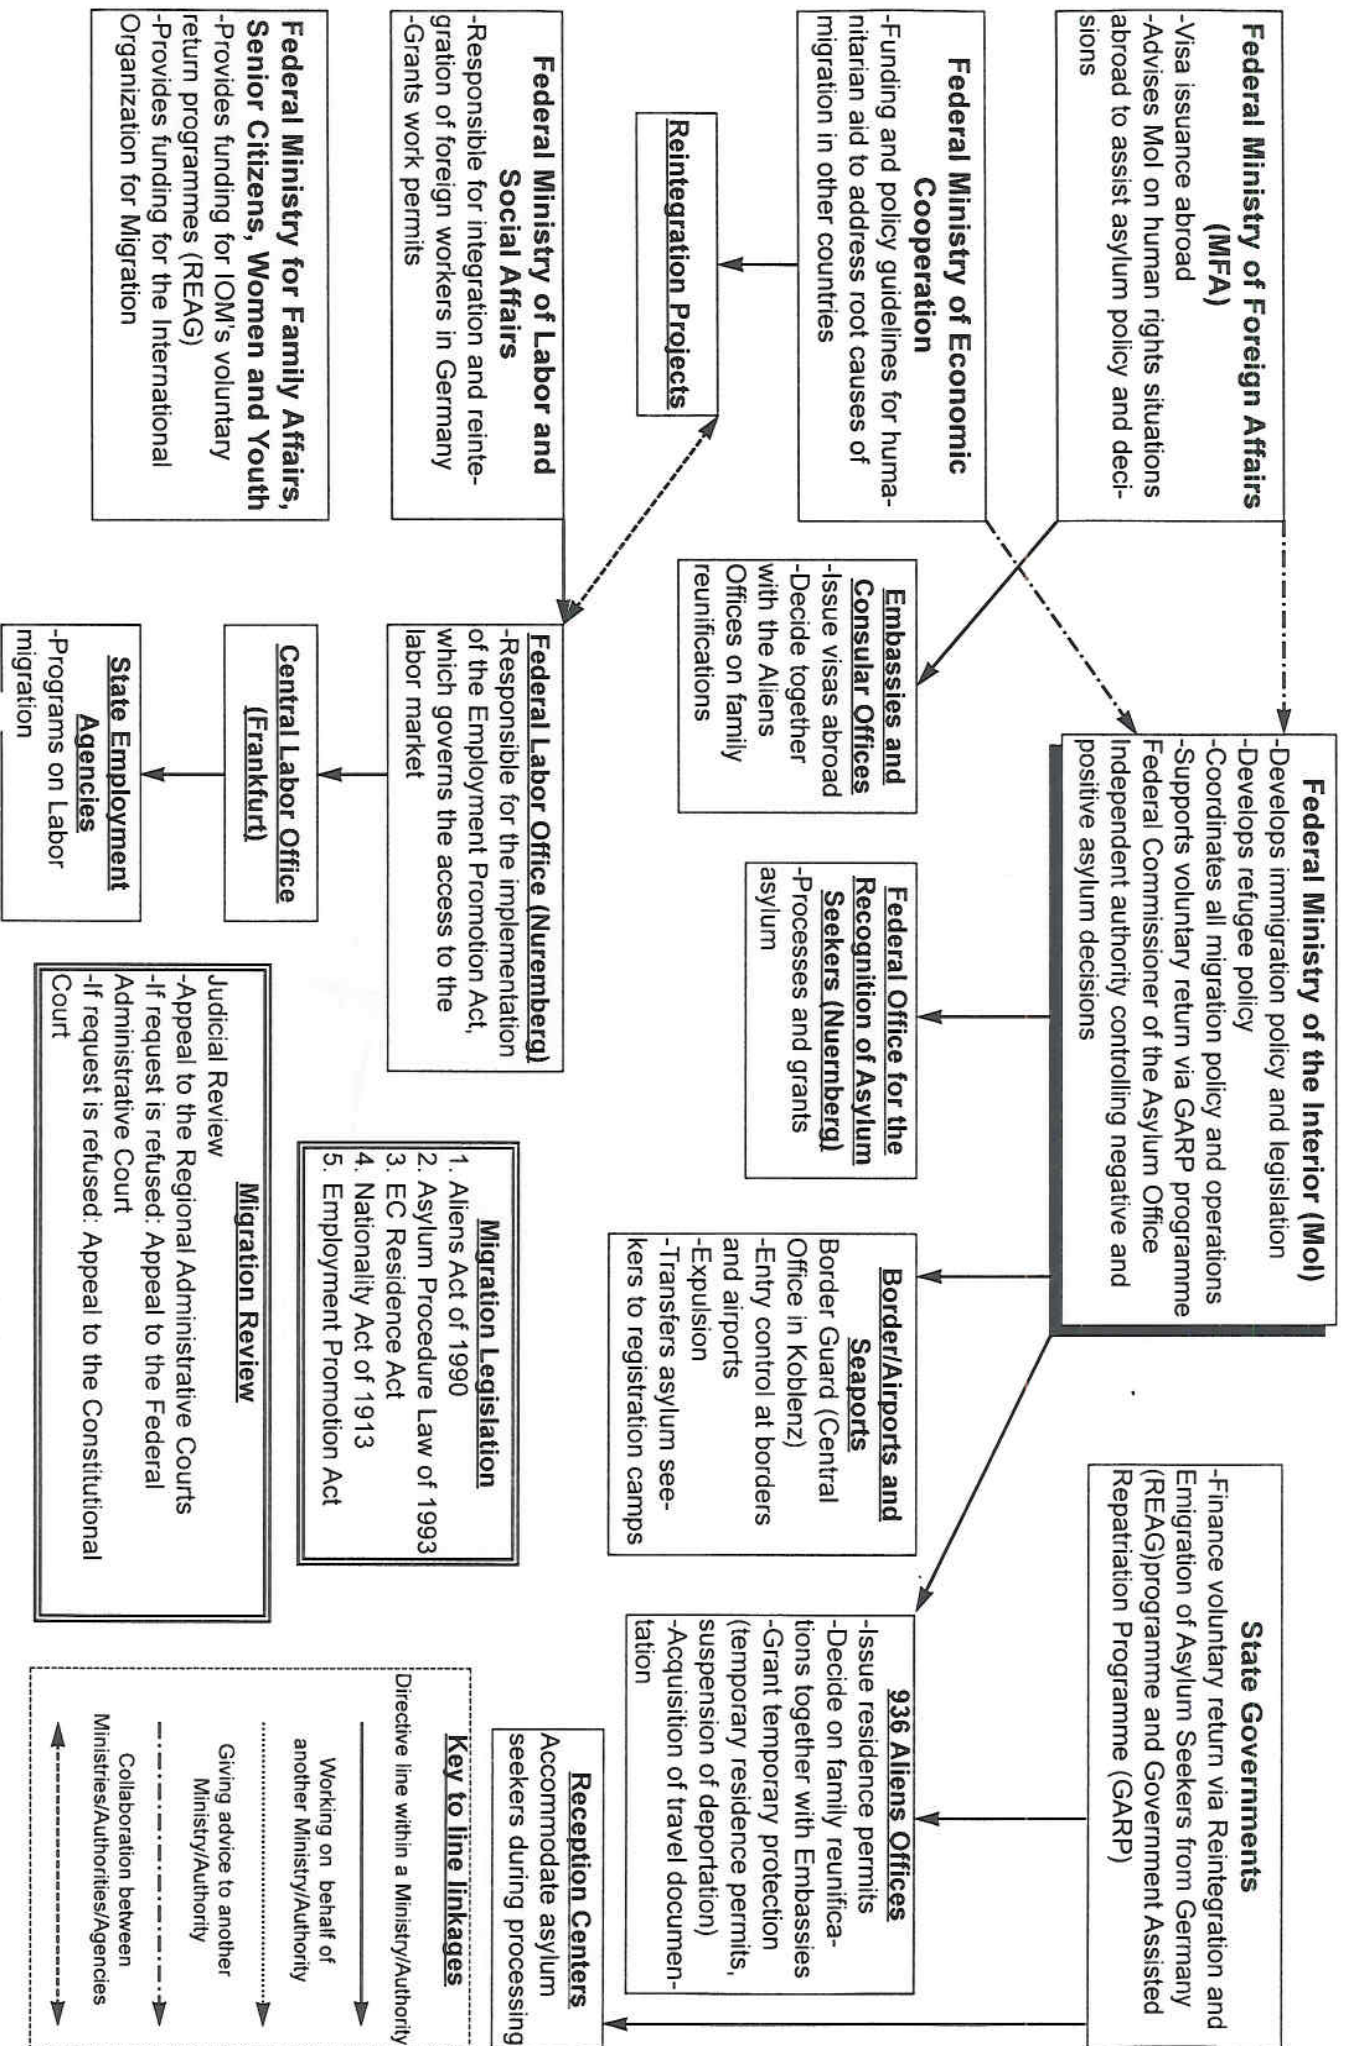 Federal Ministry of Foreign Affairs
(MFA)
-Visa issuance abroad
-Advises MoI on human rights situations
abroad to assist asylum policy and deci-
sions
Federal Ministry of the Interior (MoI)
-Develops immigration policy and legislation
-Develops refugee policy
-Coordinates all migration policy and operations
-Supports voluntary return via GARP programme
Federal Commissioner of the Asylum Office
Independent authority controlling negative and
positive asylum decisions
State Governments
-Finance voluntary return via Reintegration and
Emigration of Asylum Seekers from Germany
(REAG)programme and Government Assisted
Repatriation Programme (GARP)
Federal Ministry of Economic
Cooperation
-Funding and policy guidelines for huma-
nitarian aid to address root causes of
migration in other countries
Embassies and
Consular Offices
-Issue visas abroad
-Decide together
with the Aliens
Offices on family
reunifications
Federal Office for the
Recognition of Asylum
Seekers (Nuernberg)
-Processes and grants
asylum
Border/Airports and
Seaports
Border Guard (Central
Office in Koblenz)
-Entry control at borders
and airports
-Expulsion
-Transfers asylum see-
kers to registration camps
936 Aliens Offices
-Issue residence permits
-Decide on family reunifica-
tions together with Embassies
-Grant temporary protection
(temporary residence permits,
suspension of deportation)
-Acquisition of travel documen-
tation
Reintegration Projects
Federal Ministry of Labor and
Social Affairs
-Responsible for integration and reinte-
gration of foreign workers in Germany
-Grants work permits
Federal Labor Office (Nuremberg)
-Responsible for the implementation
of the Employment Promotion Act,
which governs the access to the
labor market
Migration Legislation
1. Aliens Act of 1990
2. Asylum Procedure Law of 1993
3. EC Residence Act
4. Nationality Act of 1913
5. Employment Promotion Act
Reception Centers
Accommodate asylum
seekers during processing
Federal Ministry for Family Affairs,
Senior Citizens, Women and Youth
-Provides funding for IOM's voluntary
return programmes (REAG)
-Provides funding for the International
Organization for Migration
Central Labor Office
(Frankfurt)
State Employment
Agencies
-Programs on Labor
migration
Migration Review
Judicial Review
-Appeal to the Regional Administrative Courts
-If request is refused: Appeal to the Federal
Administrative Court
-If request is refused: Appeal to the Constitutional
Court
Key to line linkages
Directive line within a Ministry/Authority
Working on behalf of
another Ministry/Authority
Giving advice to another
Ministry/Authority
Collaboration between
Ministries/Authorities/Agencies